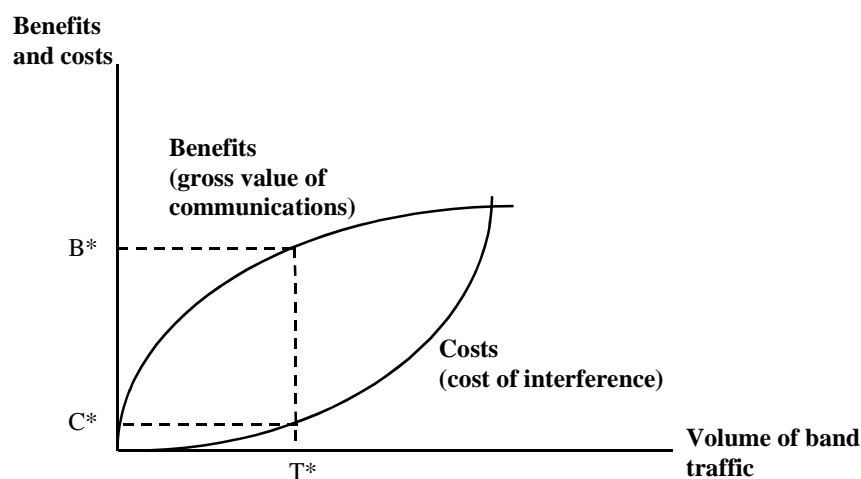 Benefits
and costs
Benefits
(gross value of
communications)
B*
Costs
(cost of interference)
C*
Volume of band
traffic
T*